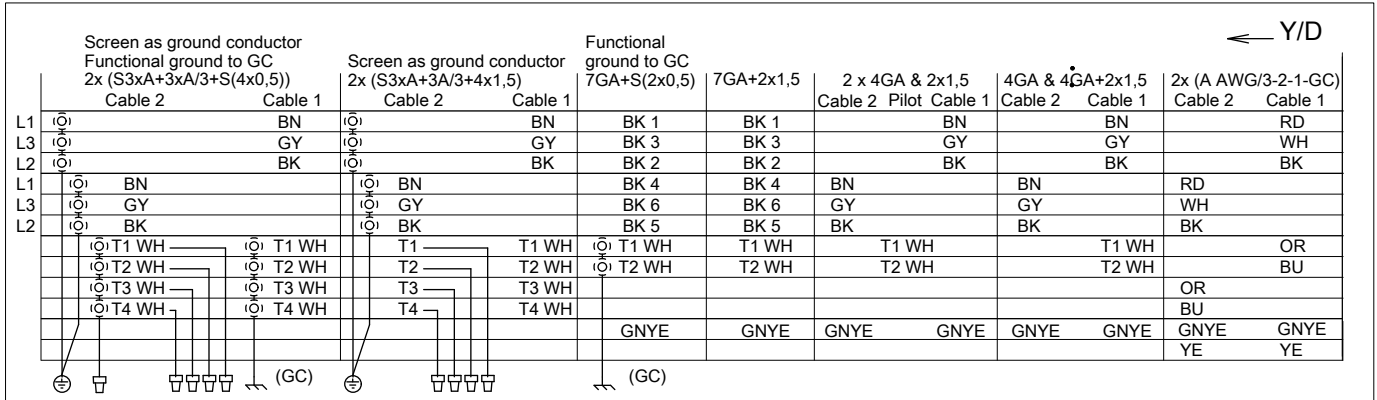 Y/D
Screen as ground conductor
Functional ground to GC
2x (S3xA+3xA/3+S(4x0,5))
Screen as ground conductor
2x (S3xA+3A/3+4x1,5)
Functional
ground to GC
7GA+S(2x0,5)
7GA+2x1,5
2 x 4GA & 2x1,5
4GA & 4GA+2x1,5
2x (A AWG/3-2-1-GC)
Cable 2 Cable 1 Cable 2 Cable 1 Cable 2 Pilot Cable 1 Cable 2 Cable 1 Cable 2 Cable 1
L1 BN BN BK 1 BK 1 BN BN RD
L3 GY GY BK 3 BK 3 GY GY WH
L2 BK BK BK 2 BK 2 BK BK BK
L1 BN BN BK 4 BK 4 BN BN RD
L3 GY GY BK 6 BK 6 GY GY WH
L2 BK BK BK 5 BK 5 BK BK BK
T1 WH T1 WH T1 T1 WH T1 WH T1 WH T1 WH T1 WH OR
T2 WH T2 WH T2 T2 WH T2 WH T2 WH T2 WH T2 WH BU
T3 WH T3 WH T3 T3 WH OR
T4 WH T4 WH T4 T4 WH BU
GNYE GNYE GNYE GNYE GNYE GNYE GNYE GNYE
YE YE
(GC) (GC)